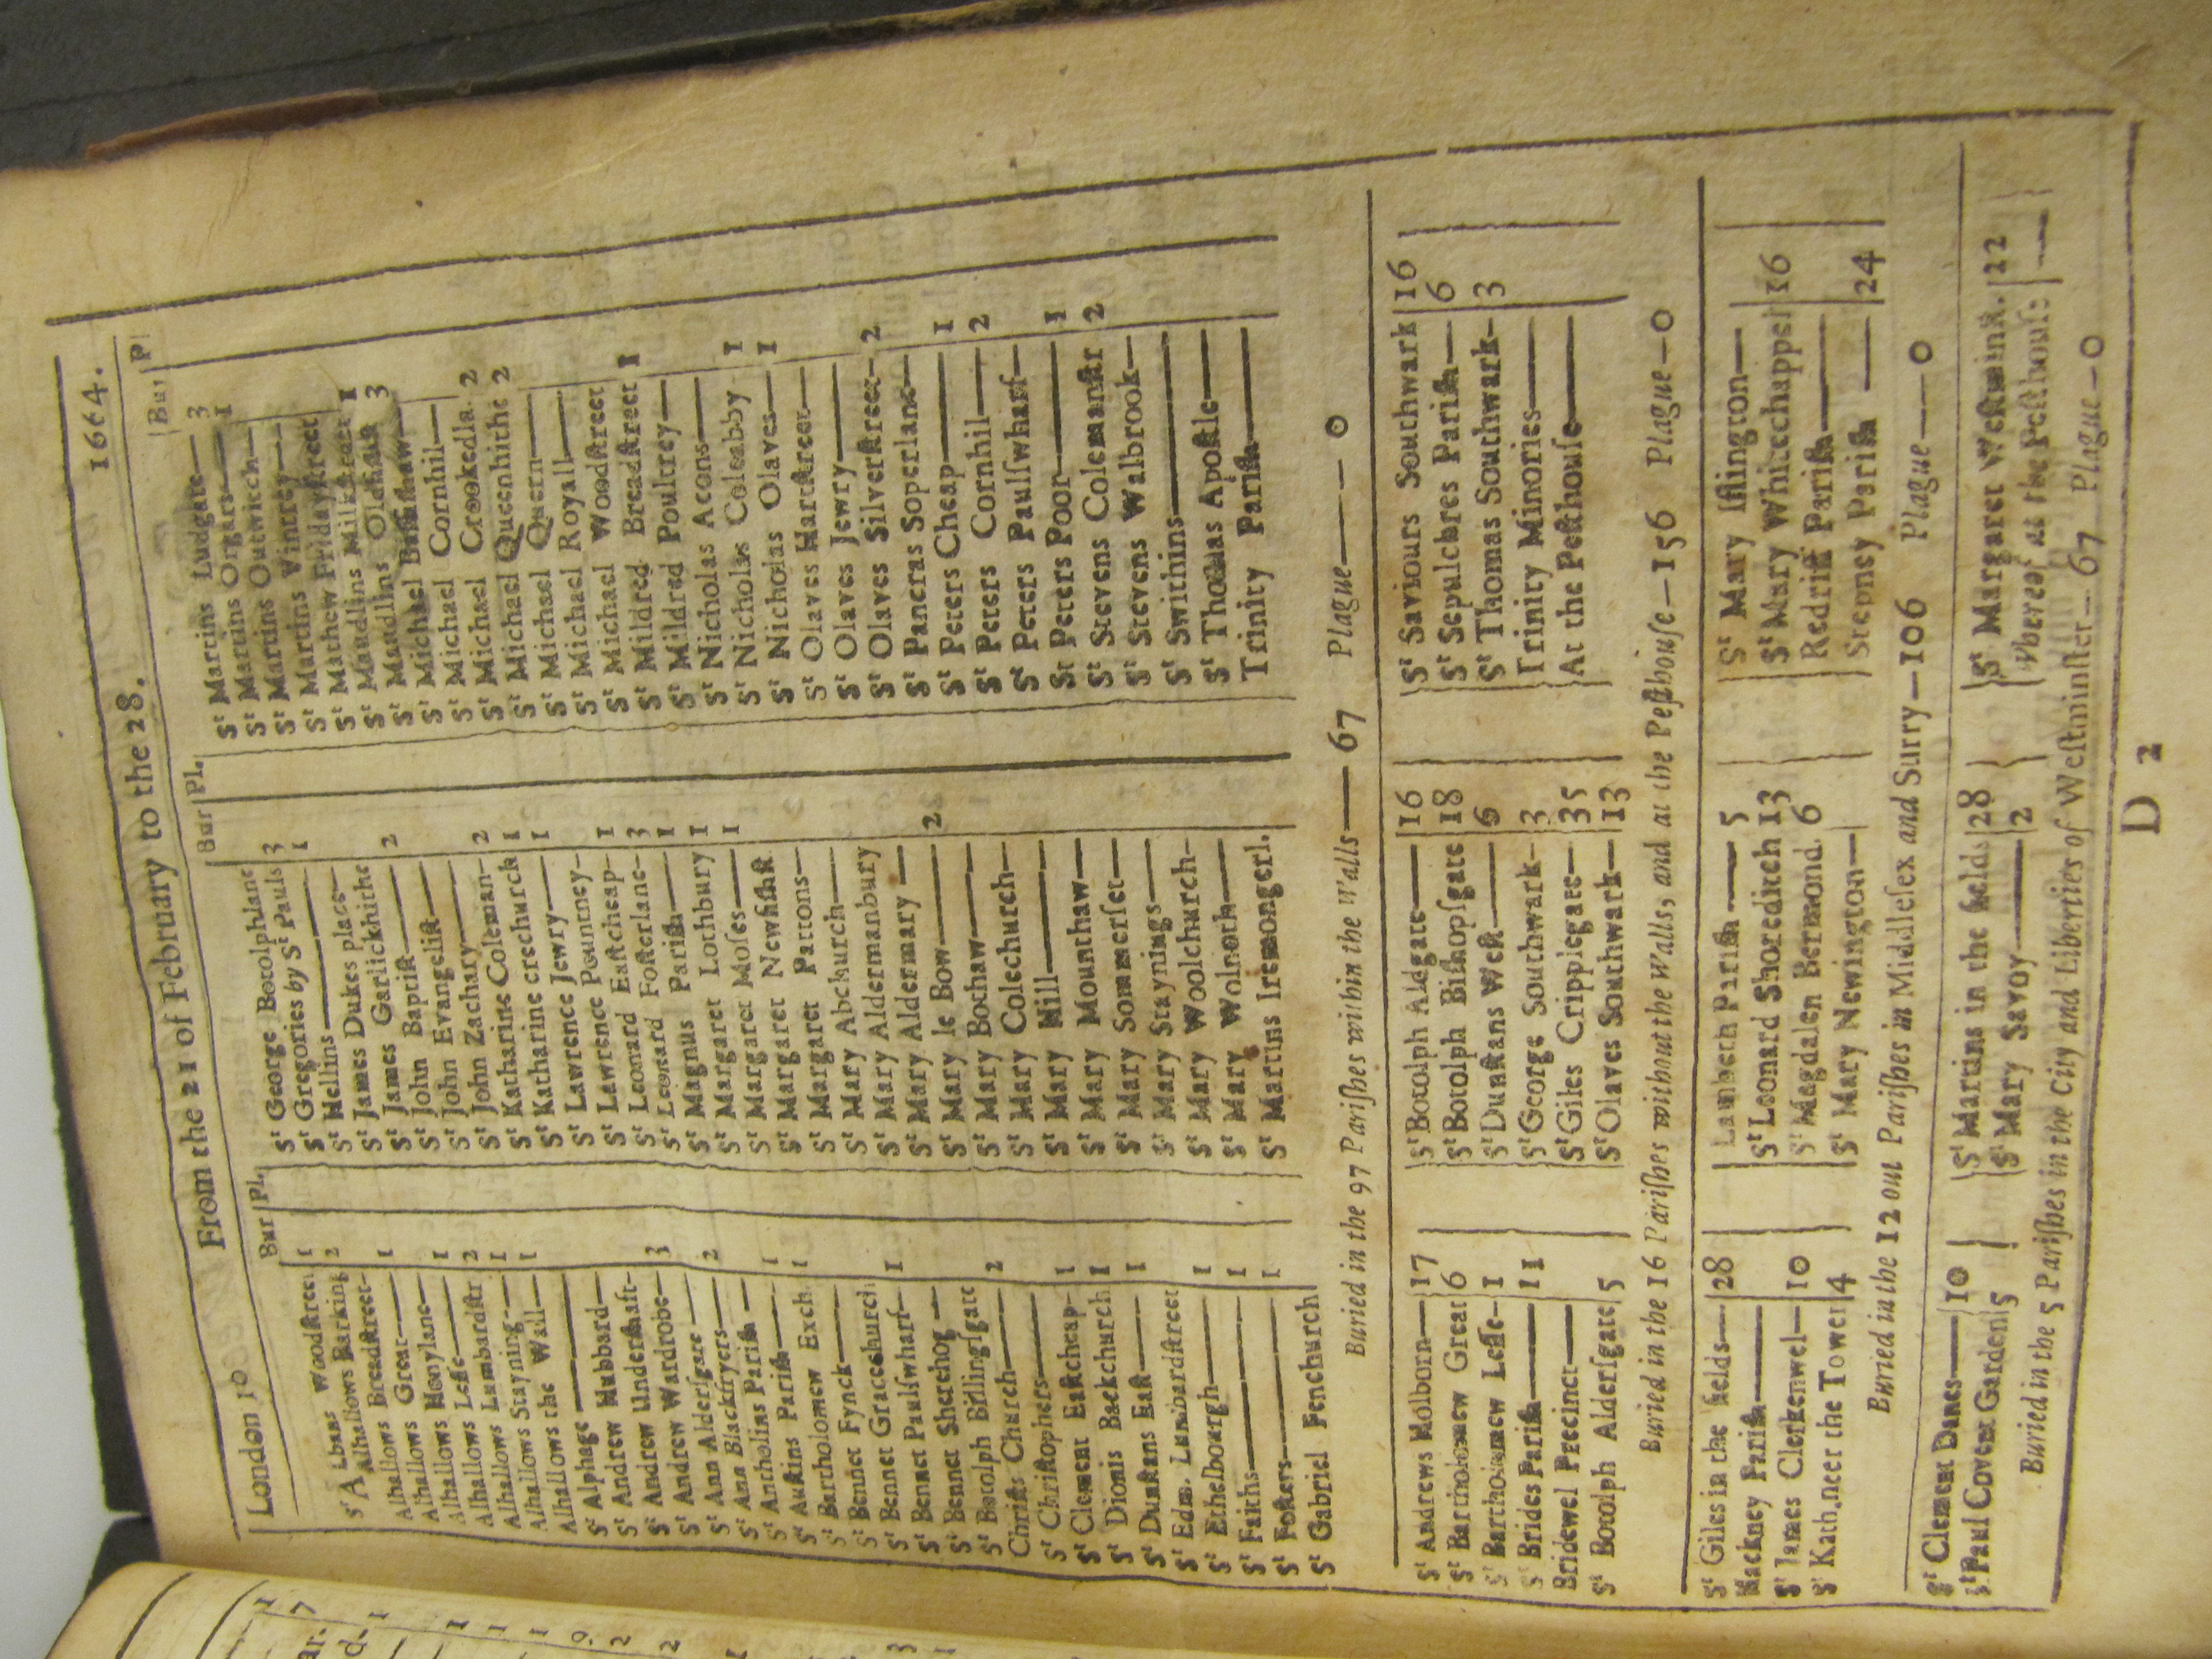 London 10 From the 21 of February to the 28. 1664.
Bur Pl. Bur Pl. Bur Pl
St Albans Woodstreet 1
Alhallows Barking 2
Alhallows Breadstreet— 1
Alhallows Great——
Alhallows Honylane—
Alhallows Lesse—— 1
Alhallows Lumbardstr 2
Alhallows Stayning— 1
Alhallows the Wall— 1
St Alphage ———
St Andrew Hubbard—
St Andrew Undershaft—
St Andrew Wardrobe— 3
St Ann Aldersgate ——
St Ann Blackfryers— 2
St Antholins Parish —
St Austins Parish— 1
St Bartholomew Exch. 1
St Bennet Fynck——
St Bennet Gracechurch
St Bennet Paulswharf— 1
St Bennet Sherehog —
St Botolph Billingsgate
Christs Church—— 2
St Christophers——
St Clement Eastcheap— 1
St Dionis Backchurch 1
St Dunstans East—— 1
St Edm. Lumbardstreet
St Ethelbourgh—— 1
St Faiths—— 1
St Fosters—— 1
St Gabriel Fenchurch
St George Botolphlane
St Gregories by St Pauls 3
St Hellins—— 1
St James Dukes place—
St James Garlickhithe
St John Baptist—— 2
St John Evangelist—
St John Zachary——
St Katharine Coleman— 2
St Katharine crechurch 1
St Lawrence Jewry— 1
St Lawrence Pountney—
St Leonard Eastcheap— 1
St Leonard Fosterlane— 3
St Magnus Parish— 1
St Margaret Lothbury 1
St Margaret Moses— 1
St Margaret Newfishst
St Margaret Pattons—
St Mary Abchurch——
St Mary Aldermanbury
St Mary Aldermary —
St Mary le Bow—— 2
St Mary Bothaw——
St Mary Colechurch—
St Mary Hill———
St Mary Mounthaw—
St Mary Sommerset—
St Mary Staynings—
St Mary Woolchurch—
St Mary Wolnoth—
St Martins Iremongerl.
St Martins Ludgate— 3
St Martins Orgars— 1
St Martins Outwitch—
St Martins Vintrey—
St Mathew Fridaystreet
St Maudlins Milkstreet 1
St Maudlins Oldfishst 3
St Michael Bassishaw—
St Michael Cornhil—
St Michael Crookedla. 2
St Michael Queenhithe 2
St Michael Quern——
St Michael Royall——
St Michael Woodstreet
St Mildred Breadstreet 1
St Mildred Poultrey—
St Nicholas Acons——
St Nicholas Coleabby 1
St Nicholas Olaves— 1
St Olaves Hartstreet—
St Olaves Jewry——
St Olaves Silverstreet— 2
St Pancras Soperlane—
St Peters Cheap—— 1
St Peters Cornhil— 2
St Peters Paulswharf—
St Peters Poor—— 1
St Stevens Colemanstr 2
St Stevens Walbrook—
St Swithins———
St Thomas Apostle—
Trinity Parish——
Buried in the 97 Parishes within the Walls—— 67 Plague—— 0
St Andrews Holborn— 17
St Bartholomew Great 6
St Bartholomew Lesse— 1
St Brides Parish—— 11
Bridewel Precinct——
St Botolph Aldersgate 5
St Botolph Aldgate— 16
St Botolph Bishopsgate 18
St Dunstans West— 6
St George Southwark— 3
St Giles Cripplegate— 35
St Olaves Southwark— 13
St Saviours Southwark 16
St Sepulchres Parish— 6
St Thomas Southwark— 3
Trinity Minories——
At the Pesthouse——
Buried in the 16 Parishes without the Walls, and at the Pesthouse—156 Plague—0
St Giles in the fields— 28
Hackney Parish——
St James Clerkenwel— 10
St Kath. neer the Tower 4
Lambeth Parish —— 5
St Leonard Shoreditch 13
St Magdalen Bermond. 6
St Mary Newington—
St Mary Islington—
St Mary Whitechappel 16
Redriff Parish——
Stepney Parish —— 24
Buried in the 12 out Parishes in Middlesex and Surry—106 Plague——0
St Clement Danes— 10
St Paul Covent Garden 5
St Martins in the fields 28
St Mary Savoy—— 2
St Margaret Westminst. 22
Whereof at the Pesthouse —
Buried in the 5 Parishes in the City and Liberties of Westminster—67 Plague—0
D 2